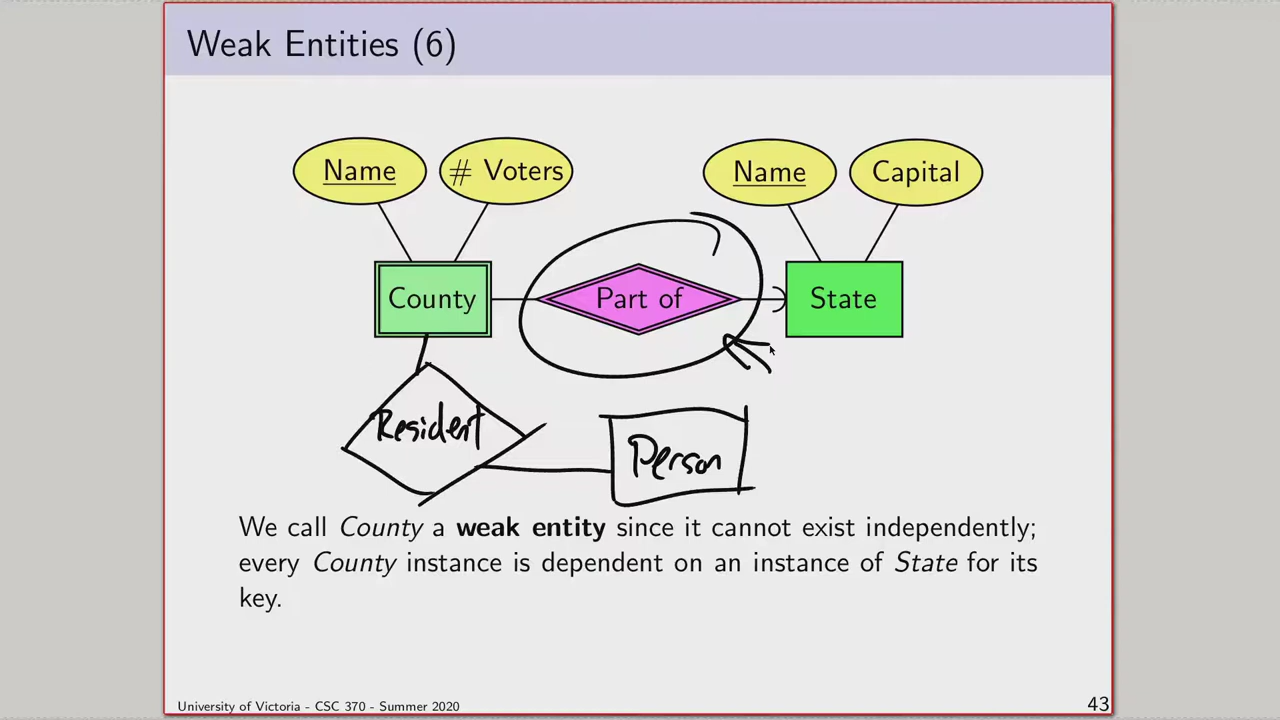 Weak Entities (6)
Name # Voters Name Capital
County Part of State
Resident
Person
We call County a weak entity since it cannot exist independently;
every County instance is dependent on an instance of State for its
key.
University of Victoria - CSC 370 - Summer 2020 43